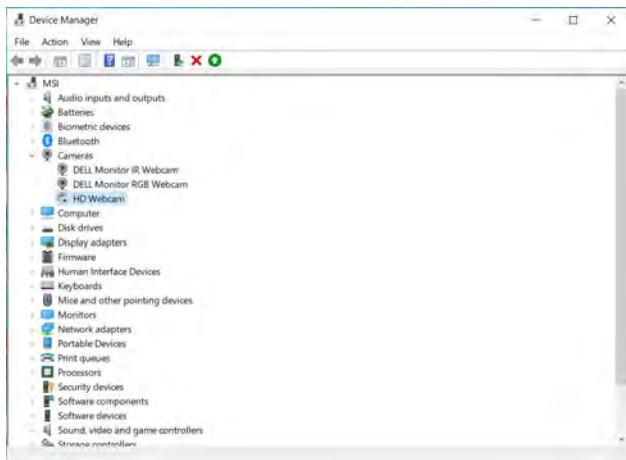 Device Manager
File Action View Help
MSI
Audio inputs and outputs
Batteries
Biometric devices
Bluetooth
Cameras
DELL Monitor IR Webcam
DELL Monitor RGB Webcam
HD Webcam
Computer
Disk drives
Display adapters
Firmware
Human Interface Devices
Keyboards
Mice and other pointing devices
Monitors
Network adapters
Portable Devices
Print queues
Processors
Security devices
Software components
Software devices
Sound, video and game controllers
Storage controllers